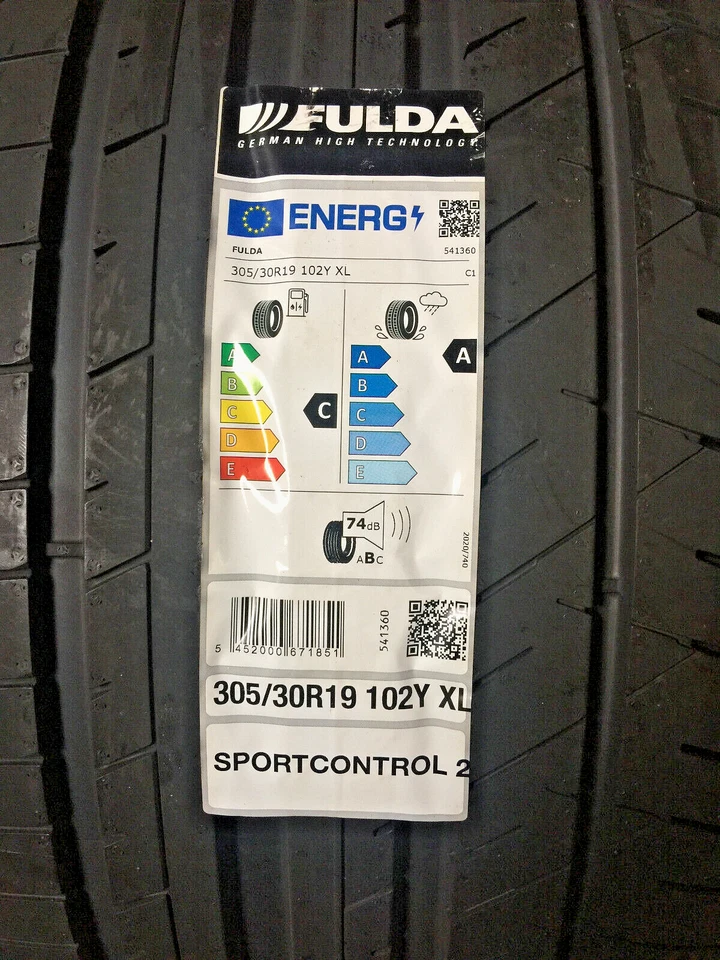 FULDA
GERMAN HIGH TECHNOLOGY
ENERG
FULDA 541360
305/30R19 102Y XL C1
A A A
B B
C C C
D D
E E
74dB
ABC
2020/740
5 452000 671851
541360
305/30R19 102Y XL
SPORTCONTROL 2